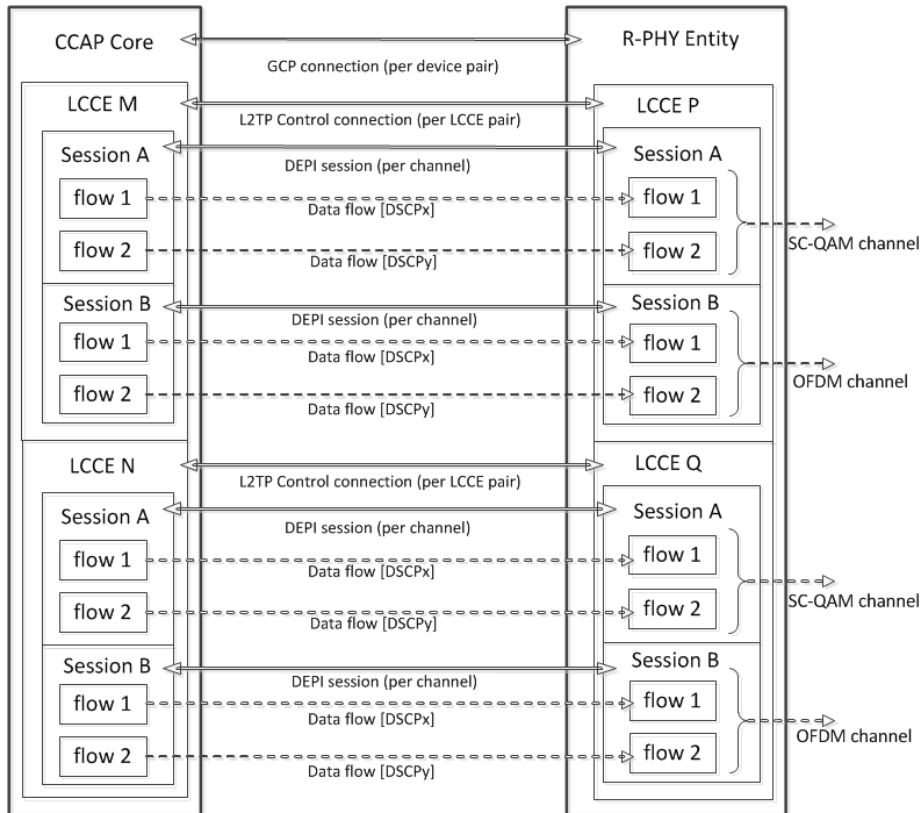 CCAP Core
R-PHY Entity
GCP connection (per device pair)
LCCE M
LCCE P
L2TP Control connection (per LCCE pair)
Session A
Session A
DEPI session (per channel)
flow 1
flow 1
Data flow [DSCPx]
SC-QAM channel
flow 2
flow 2
Data flow [DSCPy]
Session B
Session B
DEPI session (per channel)
flow 1
flow 1
Data flow [DSCPx]
OFDM channel
flow 2
flow 2
Data flow [DSCPy]
LCCE N
LCCE Q
L2TP Control connection (per LCCE pair)
Session A
Session A
DEPI session (per channel)
flow 1
flow 1
Data flow [DSCPx]
SC-QAM channel
flow 2
flow 2
Data flow [DSCPy]
Session B
Session B
DEPI session (per channel)
flow 1
flow 1
Data flow [DSCPx]
OFDM channel
flow 2
flow 2
Data flow [DSCPy]